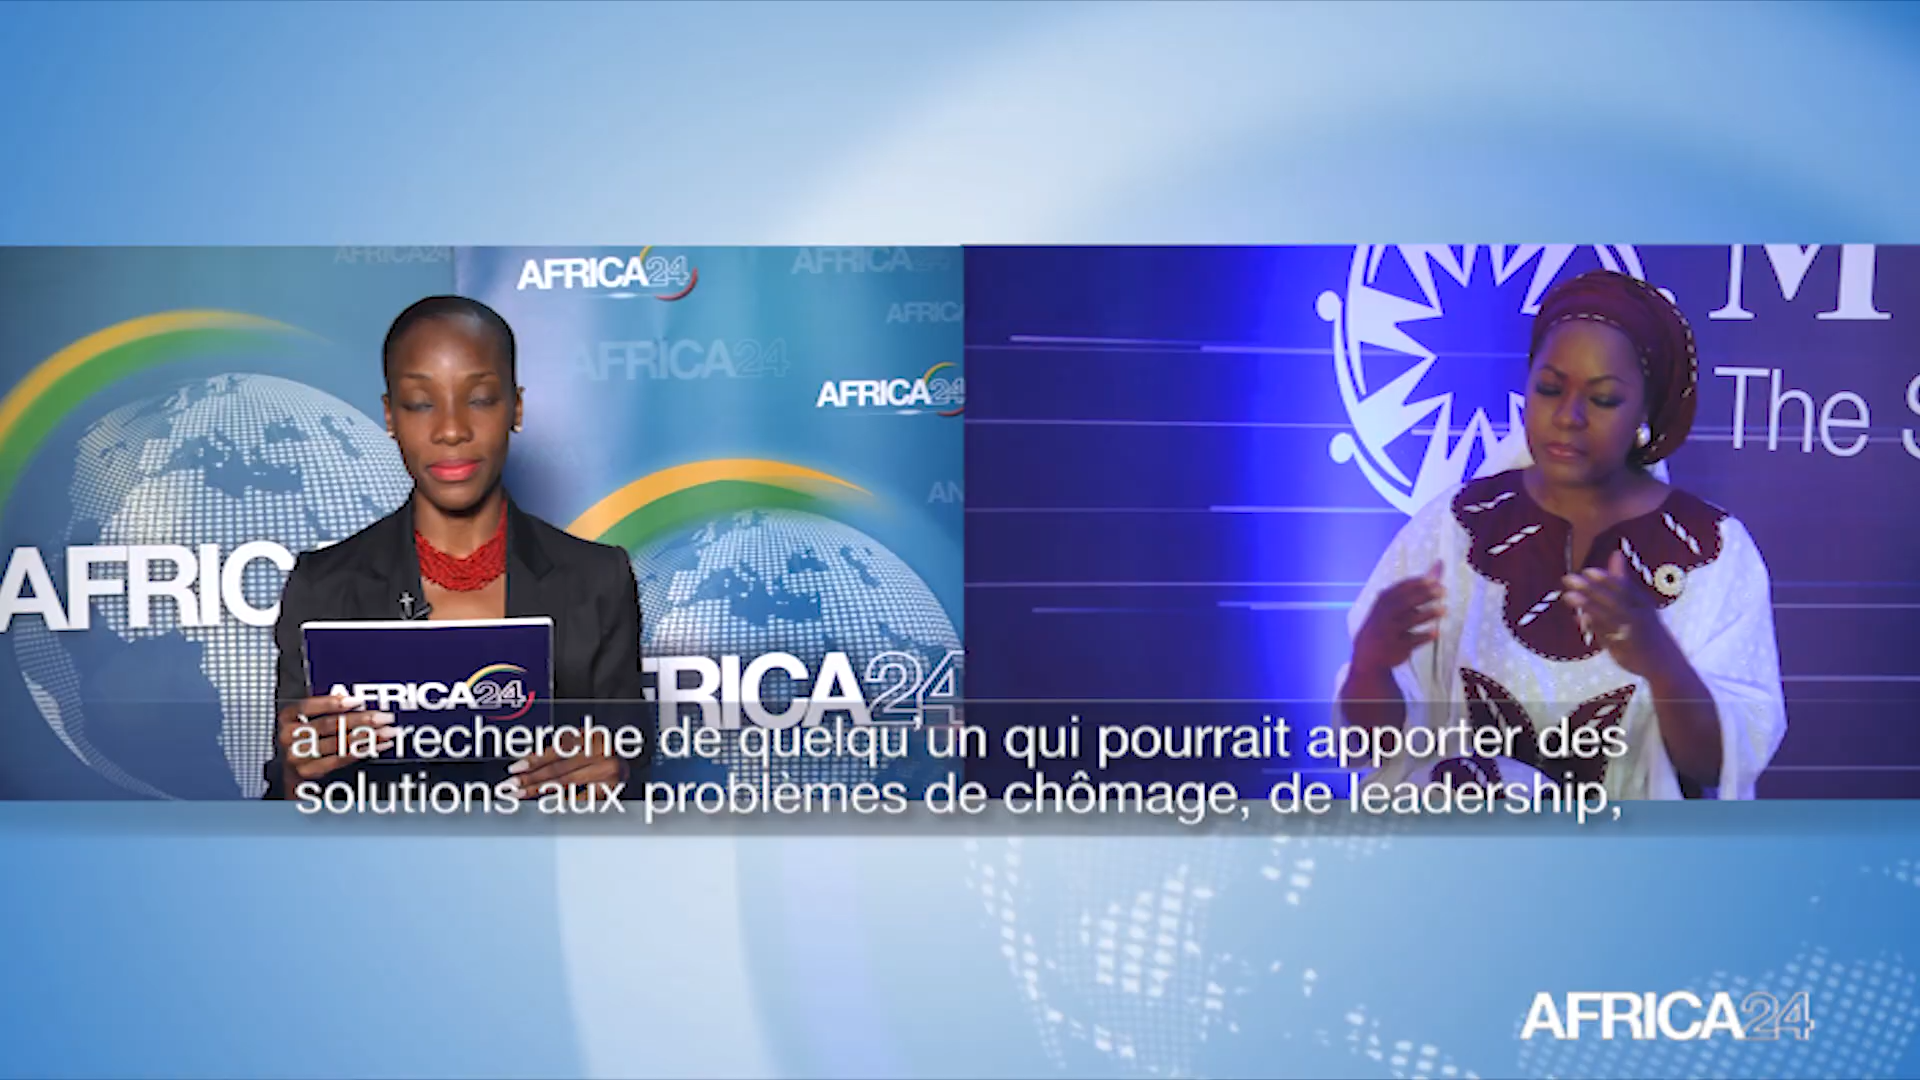 AFRICA24
AFRICA24
AFRICA24
AFRICA24
AFRICA24
AFRICA24
M
The S
AFRICA24
à la recherche de quelqu'un qui pourrait apporter des
solutions aux problèmes de chômage, de leadership,
AFRICA24